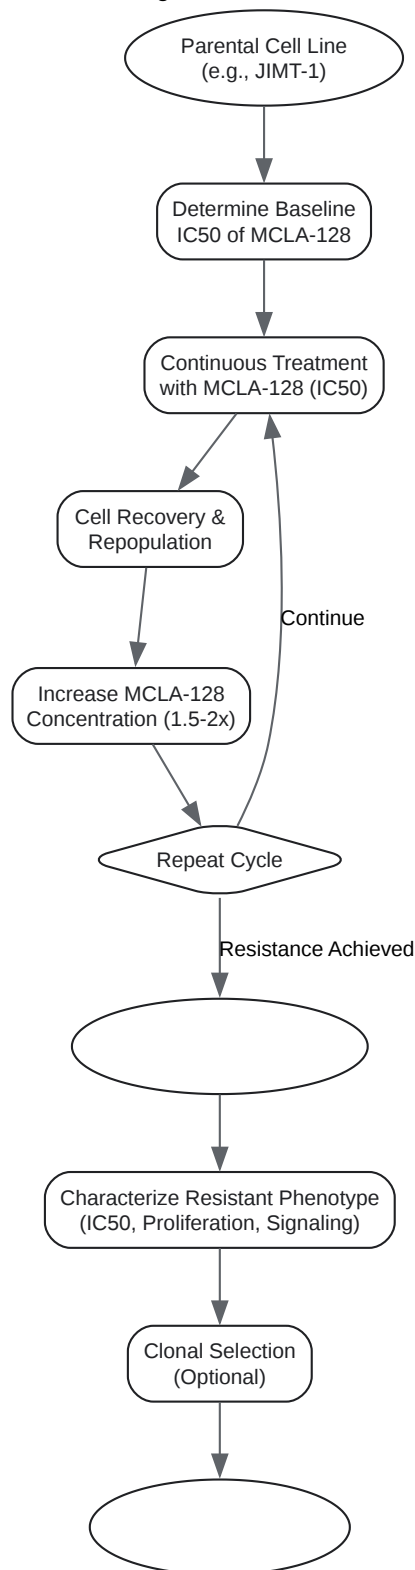 Parental Cell Line
(e.g., JIMT-1)
Determine Baseline
IC50 of MCLA-128
Continuous Treatment
with MCLA-128 (IC50)
Cell Recovery &
Repopulation
Continue
Increase MCLA-128
Concentration (1.5-2x)
Repeat Cycle
Resistance Achieved
Characterize Resistant Phenotype
(IC50, Proliferation, Signaling)
Clonal Selection
(Optional)